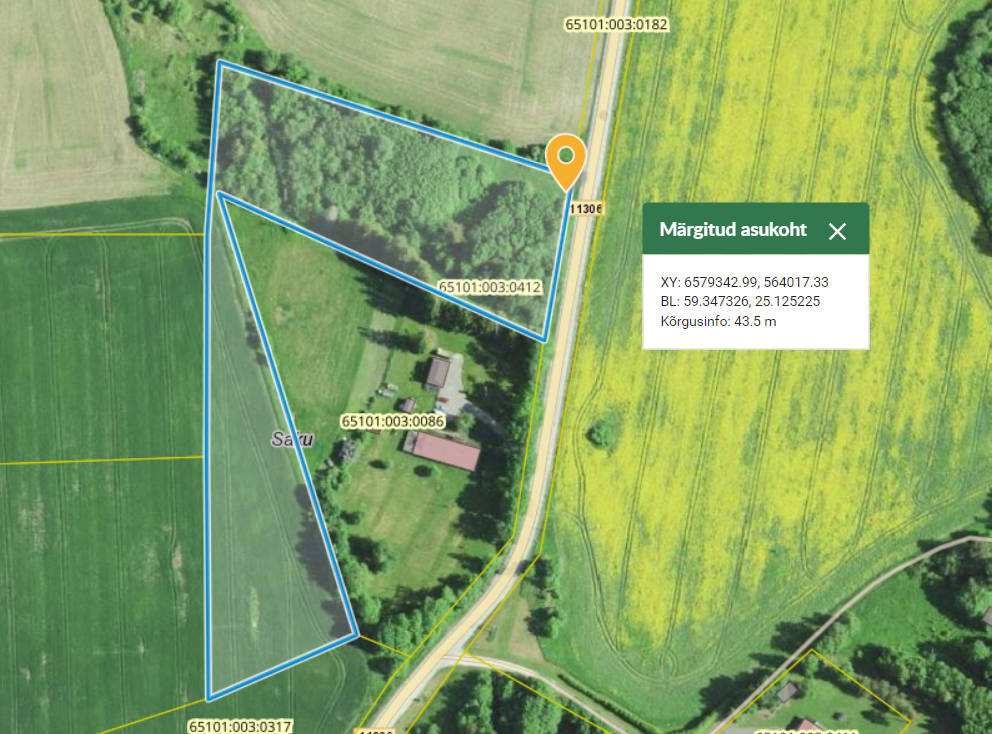 65101:003:0182
11306
Märgitud asukoht
XY: 6579342.99, 564017.33
BL: 59.347326, 25.125225
Kõrgusinfo: 43.5 m
65101:003:0412
65101:003:0086
Saku
65101:003:0317